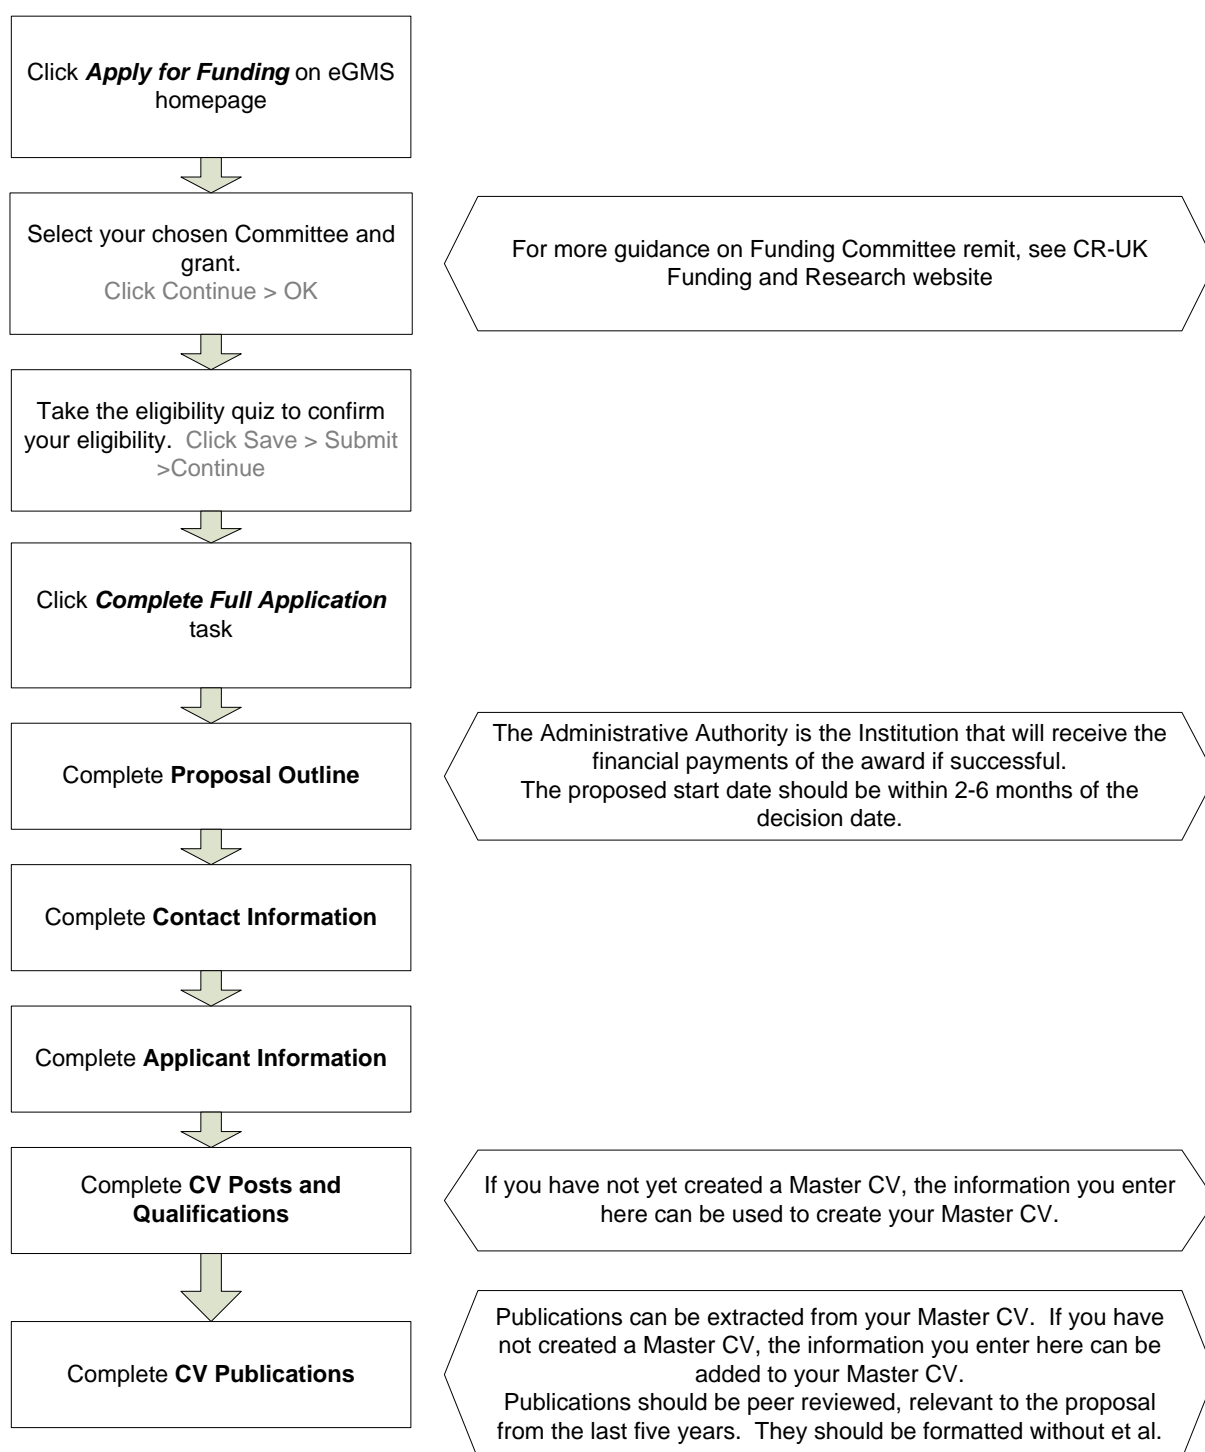 Click Apply for Funding on eGMS
homepage
Select your chosen Committee and
grant.
Click Continue > OK
For more guidance on Funding Committee remit, see CR-UK
Funding and Research website
Take the eligibility quiz to confirm
your eligibility. Click Save > Submit
>Continue
Click Complete Full Application
task
Complete Proposal Outline
The Administrative Authority is the Institution that will receive the
financial payments of the award if successful.
The proposed start date should be within 2-6 months of the
decision date.
Complete Contact Information
Complete Applicant Information
Complete CV Posts and
Qualifications
If you have not yet created a Master CV, the information you enter
here can be used to create your Master CV.
Complete CV Publications
Publications can be extracted from your Master CV. If you have
not created a Master CV, the information you enter here can be
added to your Master CV.
Publications should be peer reviewed, relevant to the proposal
from the last five years. They should be formatted without et al.